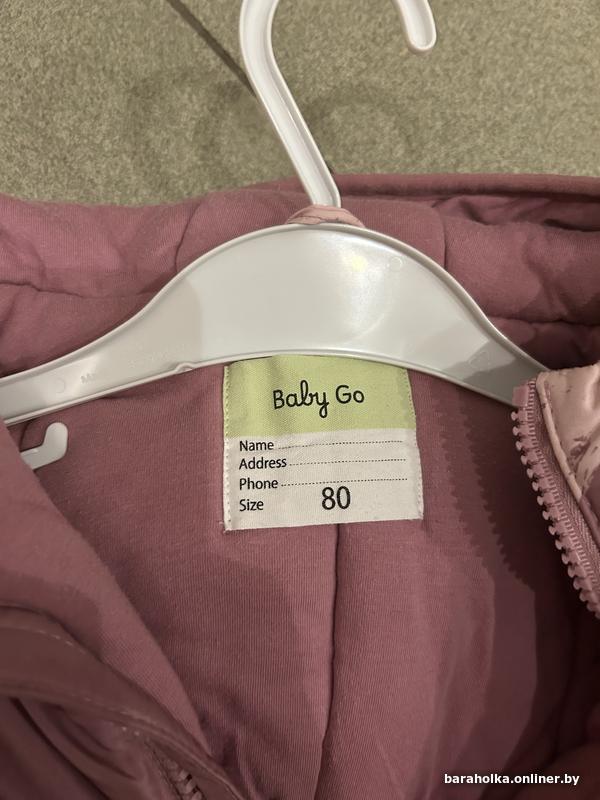 Baby Go
Name
Address
Phone
Size 80
baraholka.onliner.by